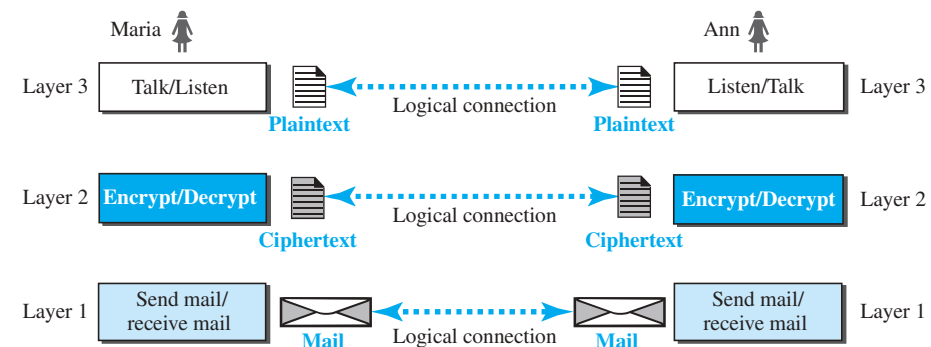 Maria
Ann
Layer 3
Talk/Listen
Logical connection
Listen/Talk
Layer 3
Plaintext
Plaintext
Layer 2
Encrypt/Decrypt
Logical connection
Encrypt/Decrypt
Layer 2
Ciphertext
Ciphertext
Layer 1
Send mail/
receive mail
Logical connection
Send mail/
receive mail
Layer 1
Mail
Mail